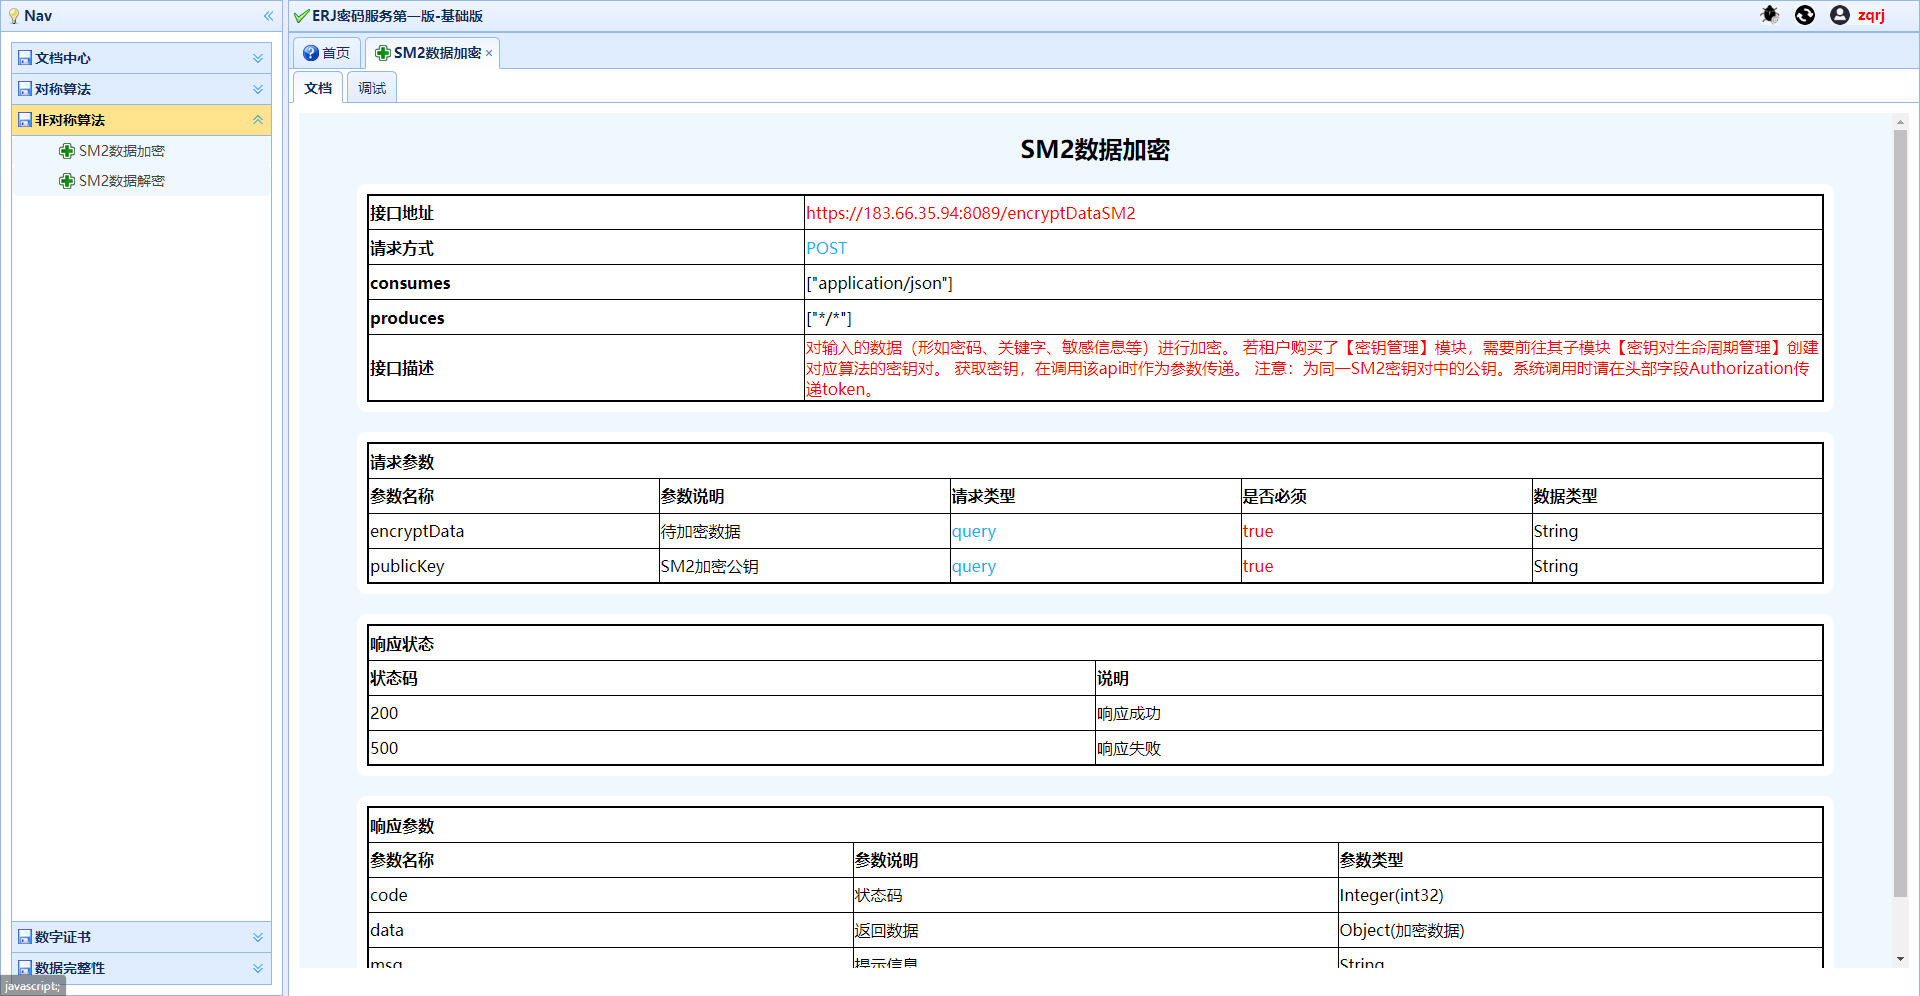 Nav
ERJ密码服务第一版-基础版
zqrj
文档中心
对称算法
非对称算法
SM2数据加密
SM2数据解密
数字证书
数据完整性
javascript:;
首页
SM2数据加密
文档
调试
SM2数据加密
接口地址 https://183.66.35.94:8089/encryptDataSM2
请求方式 POST
consumes ["application/json"]
produces ["*/*"]
接口描述
对输入的数据（形如密码、关键字、敏感信息等）进行加密。 若租户购买了【密钥管理】模块，需要前往其子模块【密钥对生命周期管理】创建
对应算法的密钥对。 获取密钥，在调用该api时作为参数传递。 注意：为同一SM2密钥对中的公钥。系统调用时请在头部字段Authorization传
递token。
请求参数
参数名称 参数说明 请求类型 是否必须 数据类型
encryptData 待加密数据 query true String
publicKey SM2加密公钥 query true String
响应状态
状态码 说明
200 响应成功
500 响应失败
响应参数
参数名称 参数说明 参数类型
code 状态码 Integer(int32)
data 返回数据 Object(加密数据)
msg 提示信息 String